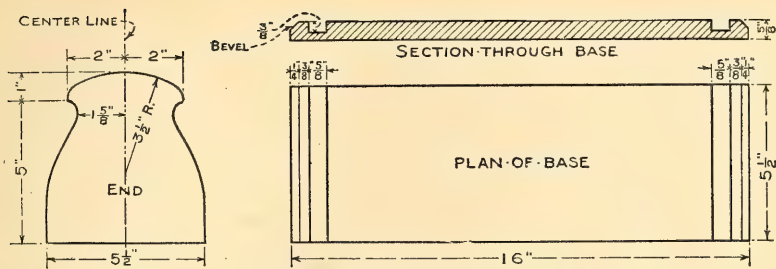 CENTER LINE
2" 2"
1"
1 5/8"
3 1/2" R.
5"
END
5 1/2"
BEVEL
5/8"
SECTION·THROUGH BASE
1/4" 3/8" 5/8"
5/8" 3/8" 1/4"
PLAN·OF·BASE
5 1/2"
16"